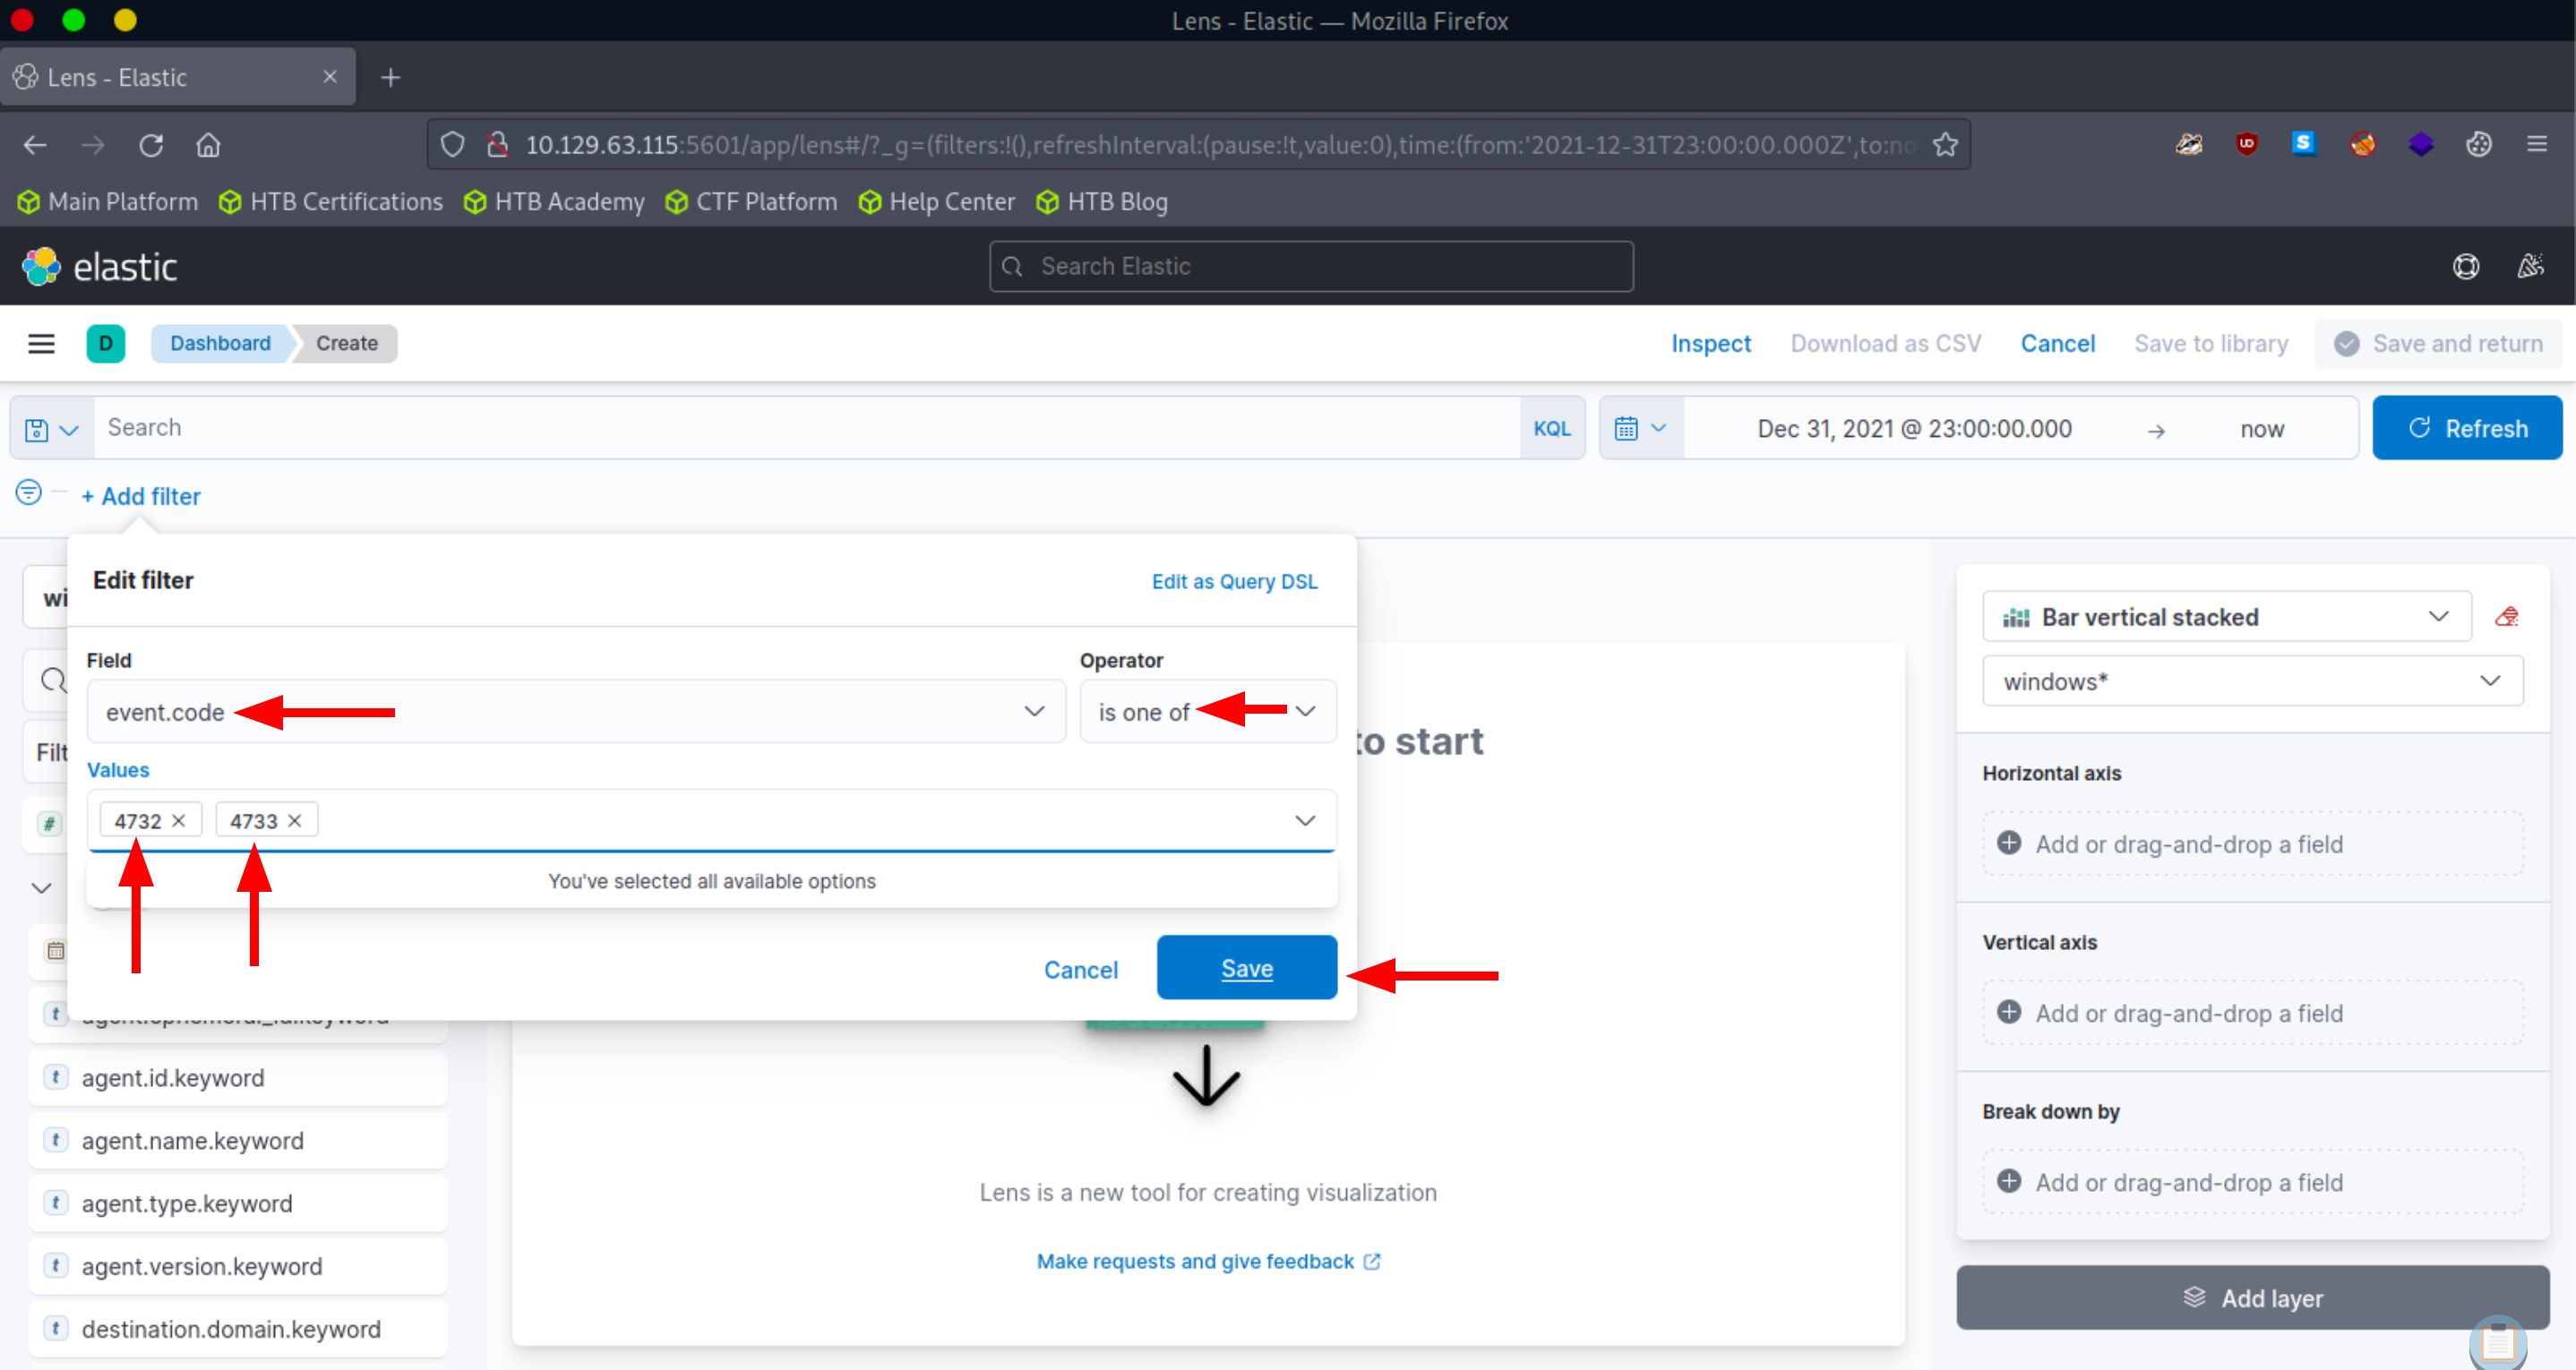 Lens - Elastic — Mozilla Firefox
Lens - Elastic
10.129.63.115:5601/app/lens#/?_g=(filters:!(),refreshInterval:(pause:!t,value:0),time:(from:'2021-12-31T23:00:00.000Z',to:no
Main Platform HTB Certifications HTB Academy CTF Platform Help Center HTB Blog
elastic
Search Elastic
D Dashboard Create
Inspect Download as CSV Cancel Save to library Save and return
Search KQL Dec 31, 2021 @ 23:00:00.000 → now Refresh
+ Add filter
wi
Edit filter Edit as Query DSL
Field Operator
event.code is one of
Filt
Values
4732 4733
You've selected all available options
Cancel Save
to start
Bar vertical stacked
windows*
Horizontal axis
Add or drag-and-drop a field
Vertical axis
Add or drag-and-drop a field
Break down by
Add or drag-and-drop a field
Add layer
agent.id.keyword
agent.name.keyword
agent.type.keyword
agent.version.keyword
destination.domain.keyword
Lens is a new tool for creating visualization
Make requests and give feedback